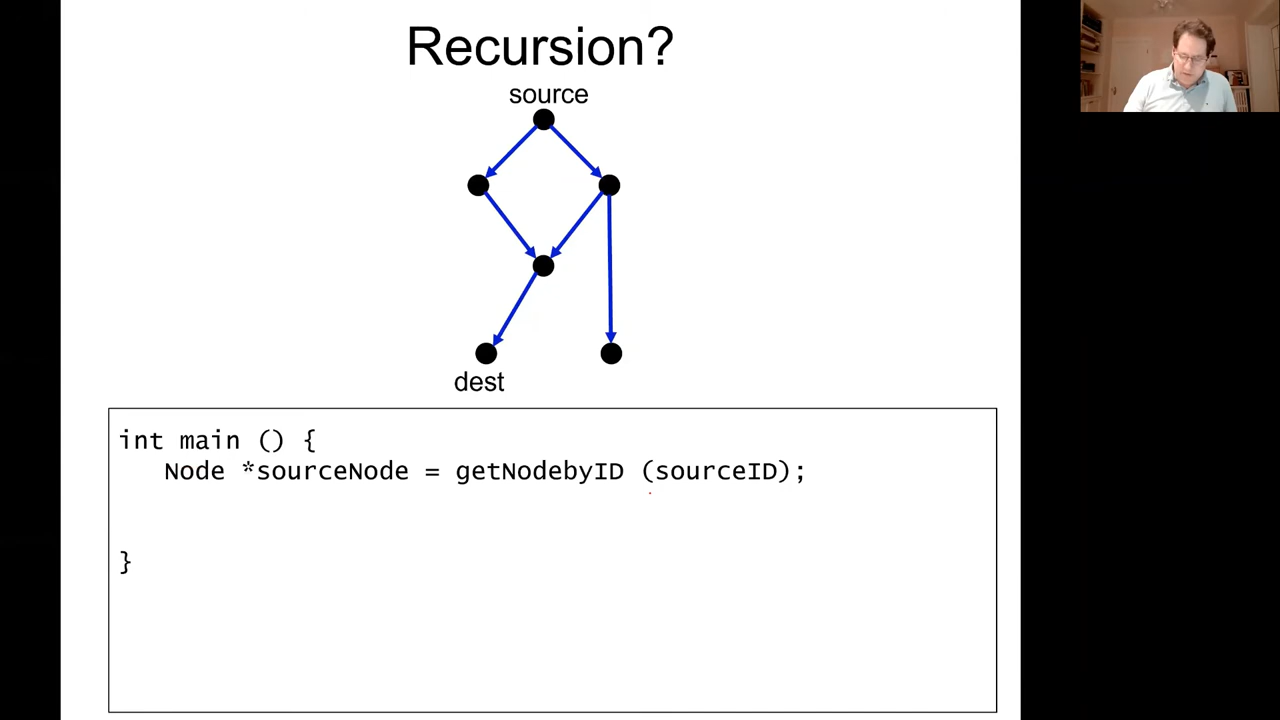 Recursion?
source
dest
int main () {
Node *sourceNode = getNodebyID (sourceID);
}